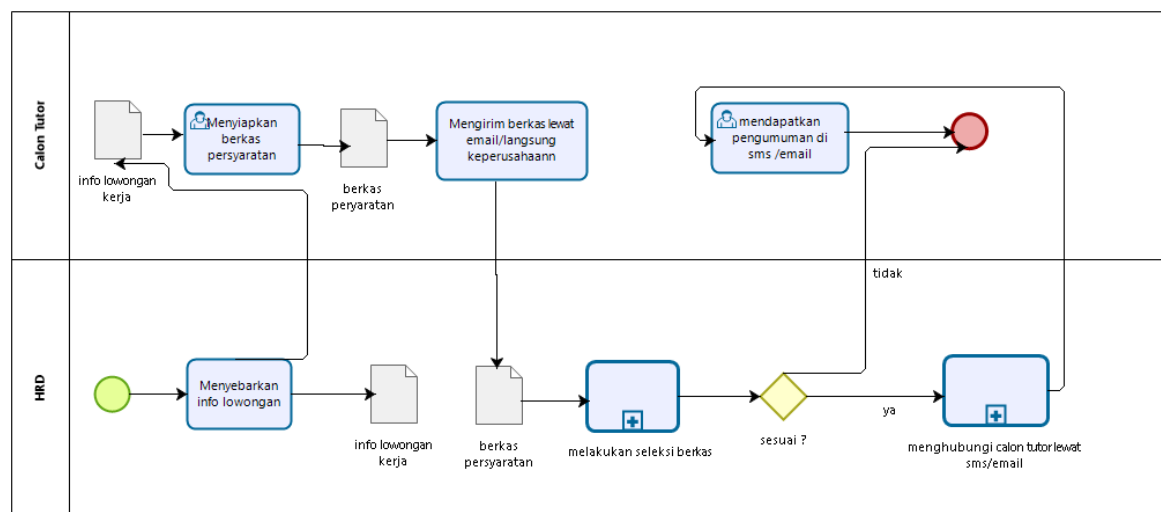 Calon Tutor
info lowongan
kerja
Menyiapkan
berkas
persyaratan
berkas
peryaratan
Mengirim berkas lewat
email/langsung
keperusahaann
mendapatkan
pengumuman di
sms /email
HRD
Menyebarkan
info lowongan
info lowongan
kerja
berkas
persyaratan
melakukan seleksi berkas
sesuai ?
tidak
ya
menghubungi calon tutor lewat
sms/email